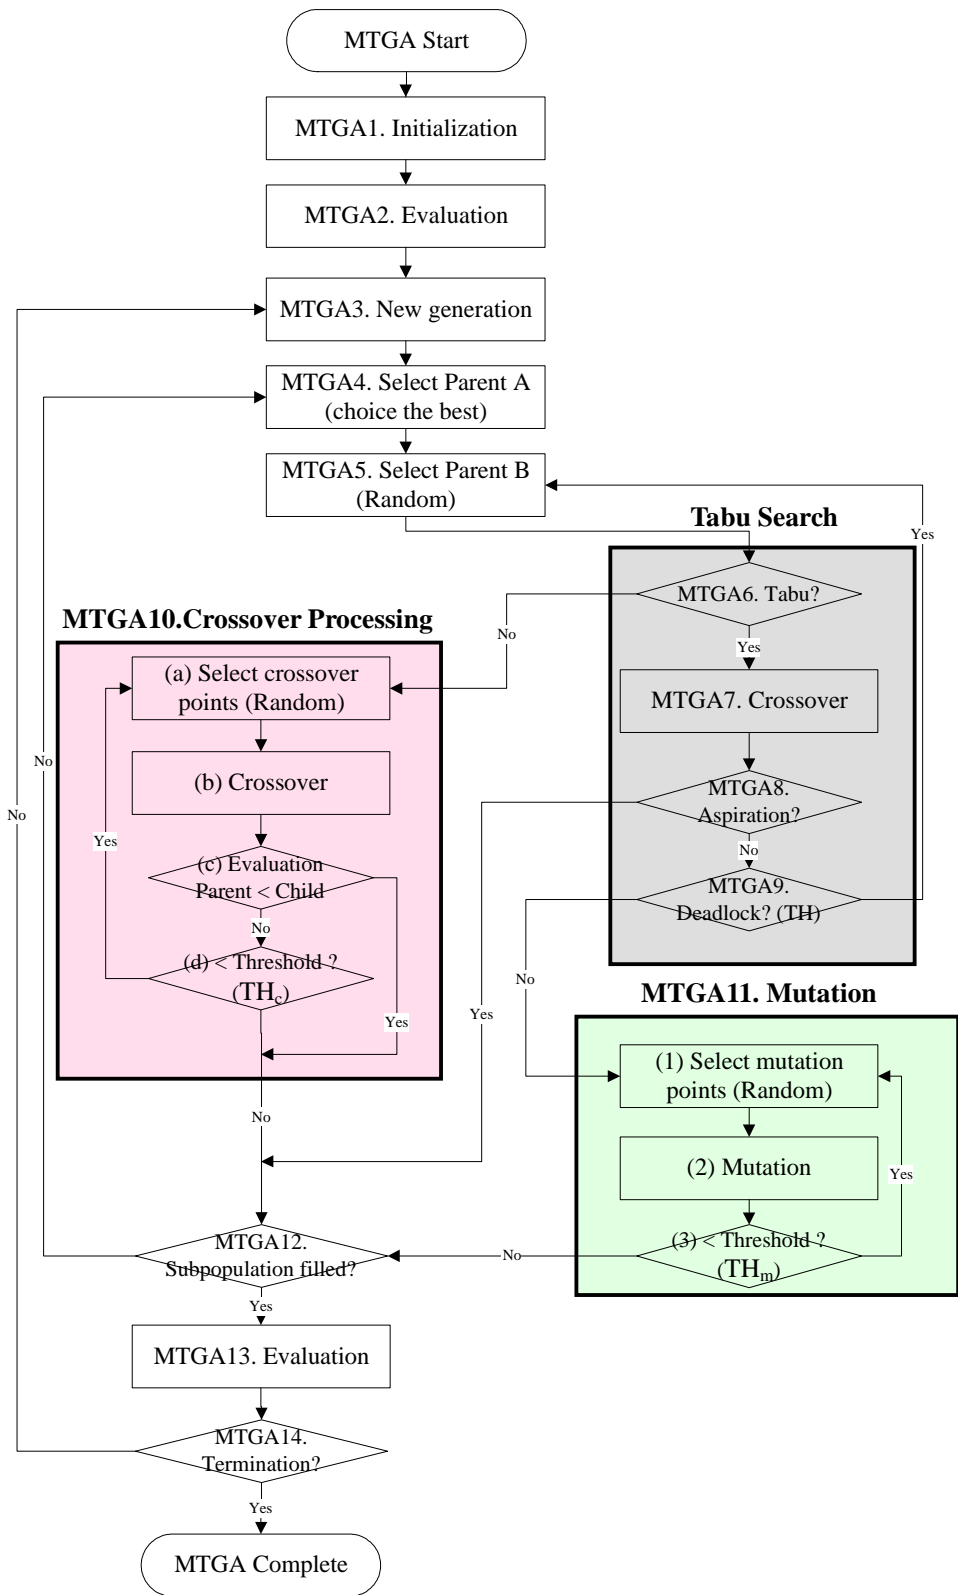 MTGA Start
MTGA1. Initialization
MTGA2. Evaluation
MTGA3. New generation
MTGA4. Select Parent A
(choice the best)
MTGA5. Select Parent B
(Random)
Tabu Search
Yes
MTGA6. Tabu?
No
Yes
MTGA7. Crossover
MTGA8.
Aspiration?
No
MTGA9.
Deadlock? (TH)
MTGA10.Crossover Processing
(a) Select crossover
points (Random)
(b) Crossover
(c) Evaluation
Parent < Child
No
(d) < Threshold ?
(THc)
Yes
Yes
No
No
No
Yes
No
MTGA11. Mutation
(1) Select mutation
points (Random)
(2) Mutation
Yes
(3) < Threshold ?
(THm)
No
MTGA12.
Subpopulation filled?
Yes
MTGA13. Evaluation
MTGA14.
Termination?
Yes
MTGA Complete